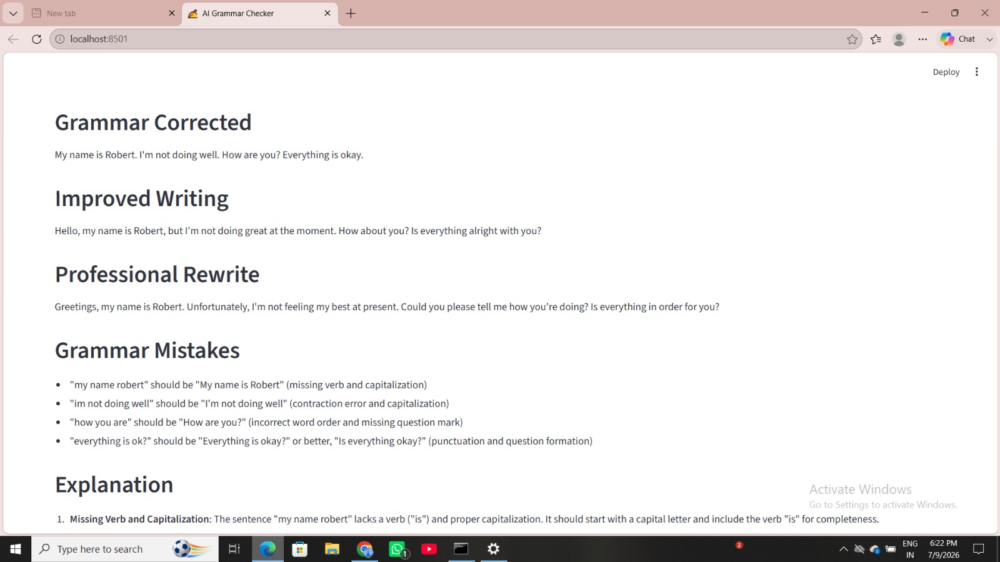 New tab
AI Grammar Checker
localhost:8501
Chat
Deploy
Grammar Corrected
My name is Robert. I'm not doing well. How are you? Everything is okay.
Improved Writing
Hello, my name is Robert, but I'm not doing great at the moment. How about you? Is everything alright with you?
Professional Rewrite
Greetings, my name is Robert. Unfortunately, I'm not feeling my best at present. Could you please tell me how you're doing? Is everything in order for you?
Grammar Mistakes
• "my name robert" should be "My name is Robert" (missing verb and capitalization)
• "im not doing well" should be "I'm not doing well" (contraction error and capitalization)
• "how you are" should be "How are you?" (incorrect word order and missing question mark)
• "everything is ok?" should be "Everything is okay?" or better, "Is everything okay?" (punctuation and question formation)
Explanation
Activate Windows
Go to Settings to activate Windows.
1. Missing Verb and Capitalization: The sentence "my name robert" lacks a verb ("is") and proper capitalization. It should start with a capital letter and include the verb "is" for completeness.
Type here to search
1
2
ENG
IN
6:22 PM
7/9/2026